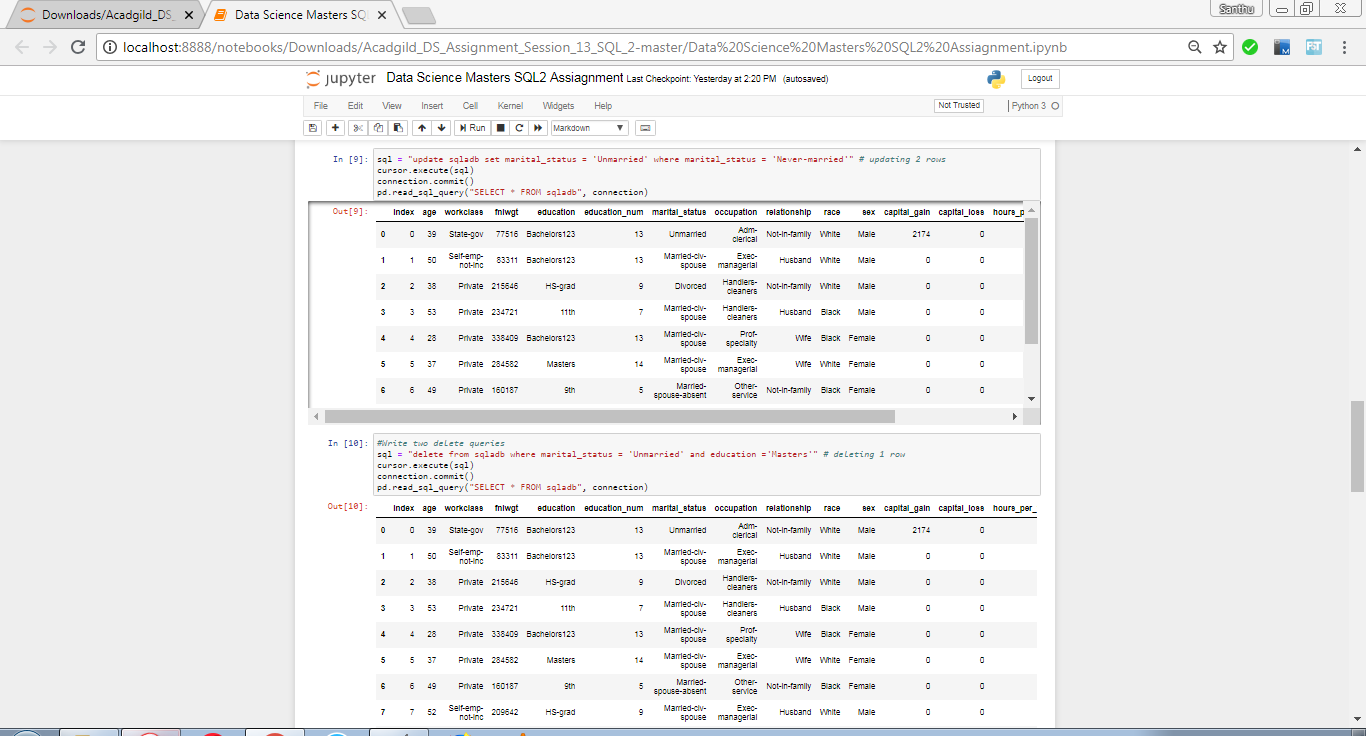 Downloads/Acadgild_DS_
Data Science Masters SQ
Santhu
localhost:8888/notebooks/Downloads/Acadgild_DS_Assignment_Session_13_SQL_2-master/Data%20Science%20Masters%20SQL2%20Assiagnment.ipynb
jupyter Data Science Masters SQL2 Assiagnment Last Checkpoint: Yesterday at 2:20 PM (autosaved)
Logout
File Edit View Insert Cell Kernel Widgets Help Not Trusted Python 3
Run Markdown
In [9]: sql = "update sqladb set marital_status = 'Unmarried' where marital_status = 'Never-married'" # updating 2 rows
cursor.execute(sql)
connection.commit()
pd.read_sql_query("SELECT * FROM sqladb", connection)
Out[9]: index age workclass fnlwgt education education_num marital_status occupation relationship race sex capital_gain capital_loss hours_p
0 0 39 State-gov 77516 Bachelors123 13 Unmarried Adm-clerical Not-in-family White Male 2174 0
1 1 50 Self-emp-not-inc 83311 Bachelors123 13 Married-civ-spouse Exec-managerial Husband White Male 0 0
2 2 38 Private 215646 HS-grad 9 Divorced Handlers-cleaners Not-in-family White Male 0 0
3 3 53 Private 234721 11th 7 Married-civ-spouse Handlers-cleaners Husband Black Male 0 0
4 4 28 Private 338409 Bachelors123 13 Married-civ-spouse Prof-specialty Wife Black Female 0 0
5 5 37 Private 284582 Masters 14 Married-civ-spouse Exec-managerial Wife White Female 0 0
6 6 49 Private 160187 9th 5 Married-spouse-absent Other-service Not-in-family Black Female 0 0
In [10]: #Write two delete queries
sql = "delete from sqladb where marital_status = 'Unmarried' and education ='Masters'" # deleting 1 row
cursor.execute(sql)
connection.commit()
pd.read_sql_query("SELECT * FROM sqladb", connection)
Out[10]: index age workclass fnlwgt education education_num marital_status occupation relationship race sex capital_gain capital_loss hours_per_
0 0 39 State-gov 77516 Bachelors123 13 Unmarried Adm-clerical Not-in-family White Male 2174 0
1 1 50 Self-emp-not-inc 83311 Bachelors123 13 Married-civ-spouse Exec-managerial Husband White Male 0 0
2 2 38 Private 215646 HS-grad 9 Divorced Handlers-cleaners Not-in-family White Male 0 0
3 3 53 Private 234721 11th 7 Married-civ-spouse Handlers-cleaners Husband Black Male 0 0
4 4 28 Private 338409 Bachelors123 13 Married-civ-spouse Prof-specialty Wife Black Female 0 0
5 5 37 Private 284582 Masters 14 Married-civ-spouse Exec-managerial Wife White Female 0 0
6 6 49 Private 160187 9th 5 Married-spouse-absent Other-service Not-in-family Black Female 0 0
7 7 52 Self-emp-not-inc 209642 HS-grad 9 Married-civ-spouse Exec-managerial Husband White Male 0 0